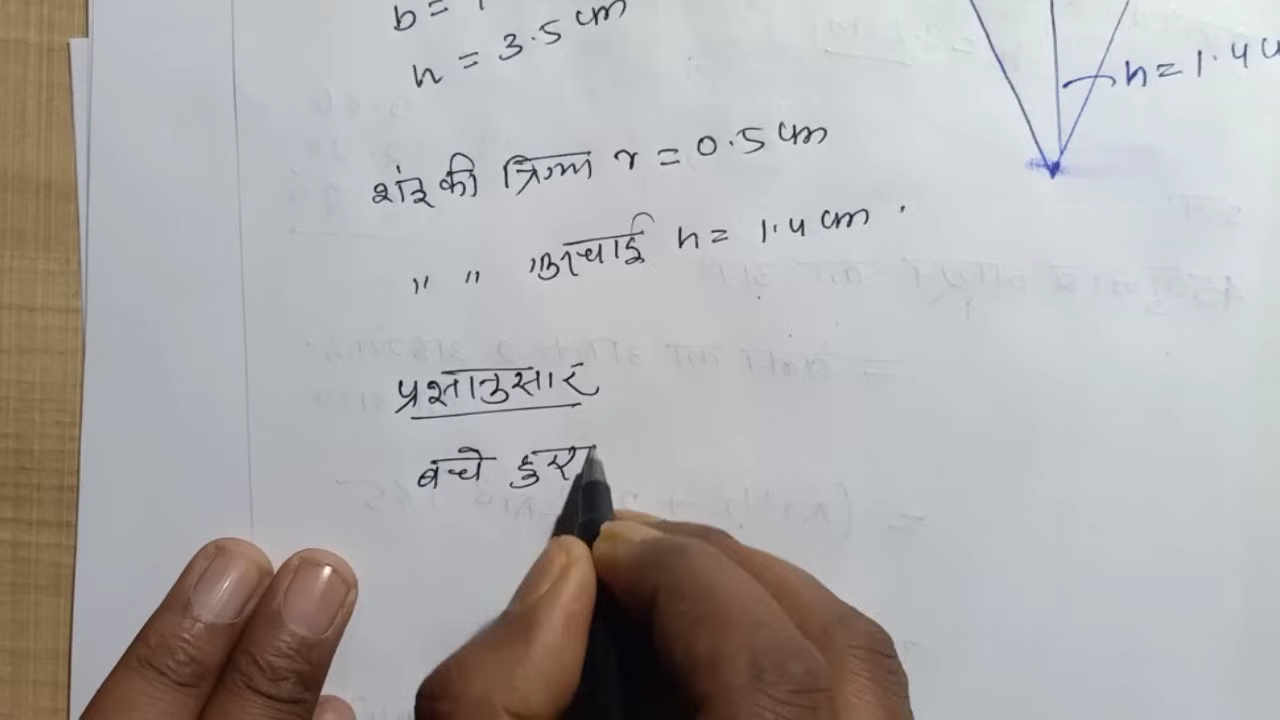 b =
h = 3.5 cm
h = 1.4
शंकु की त्रिज्या r = 0.5 cm
" " ऊंचाई h = 1.4 cm
प्रश्नानुसार
बचे हुए